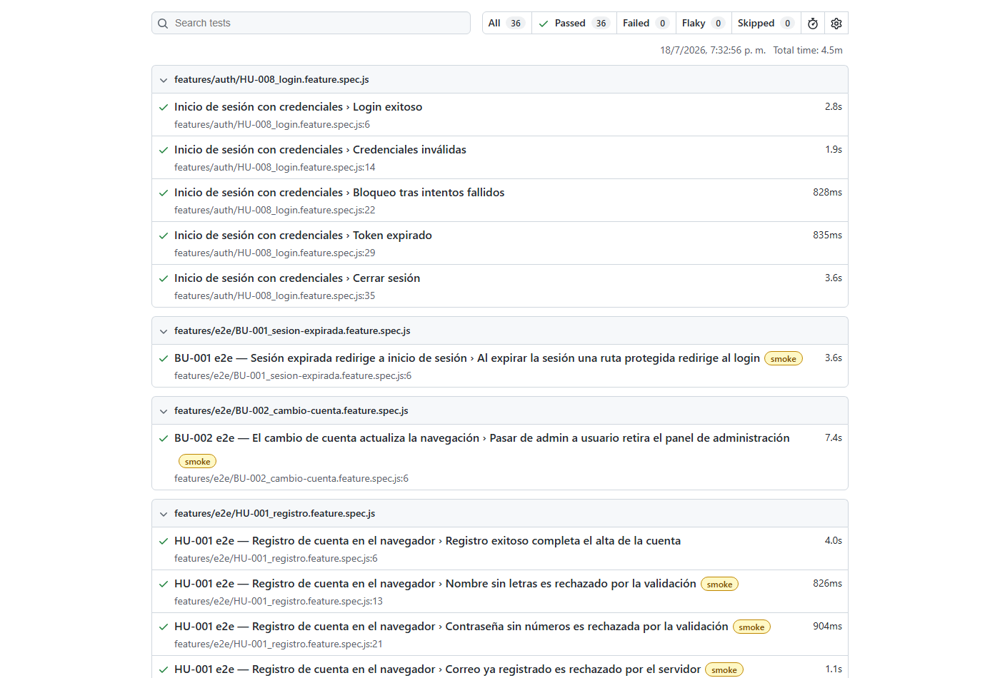 Search tests
All 36 Passed 36 Failed 0 Flaky 0 Skipped 0
18/7/2026, 7:32:56 p. m. Total time: 4.5m
features/auth/HU-008_login.feature.spec.js
Inicio de sesión con credenciales › Login exitoso 2.8s
features/auth/HU-008_login.feature.spec.js:6
Inicio de sesión con credenciales › Credenciales inválidas 1.9s
features/auth/HU-008_login.feature.spec.js:14
Inicio de sesión con credenciales › Bloqueo tras intentos fallidos 828ms
features/auth/HU-008_login.feature.spec.js:22
Inicio de sesión con credenciales › Token expirado 835ms
features/auth/HU-008_login.feature.spec.js:29
Inicio de sesión con credenciales › Cerrar sesión 3.6s
features/auth/HU-008_login.feature.spec.js:35
features/e2e/BU-001_sesion-expirada.feature.spec.js
BU-001 e2e — Sesión expirada redirige a inicio de sesión › Al expirar la sesión una ruta protegida redirige al login smoke 3.6s
features/e2e/BU-001_sesion-expirada.feature.spec.js:6
features/e2e/BU-002_cambio-cuenta.feature.spec.js
BU-002 e2e — El cambio de cuenta actualiza la navegación › Pasar de admin a usuario retira el panel de administración 7.4s
smoke
features/e2e/BU-002_cambio-cuenta.feature.spec.js:6
features/e2e/HU-001_registro.feature.spec.js
HU-001 e2e — Registro de cuenta en el navegador › Registro exitoso completa el alta de la cuenta 4.0s
features/e2e/HU-001_registro.feature.spec.js:6
HU-001 e2e — Registro de cuenta en el navegador › Nombre sin letras es rechazado por la validación smoke 826ms
features/e2e/HU-001_registro.feature.spec.js:13
HU-001 e2e — Registro de cuenta en el navegador › Contraseña sin números es rechazada por la validación smoke 904ms
features/e2e/HU-001_registro.feature.spec.js:21
HU-001 e2e — Registro de cuenta en el navegador › Correo ya registrado es rechazado por el servidor smoke 1.1s